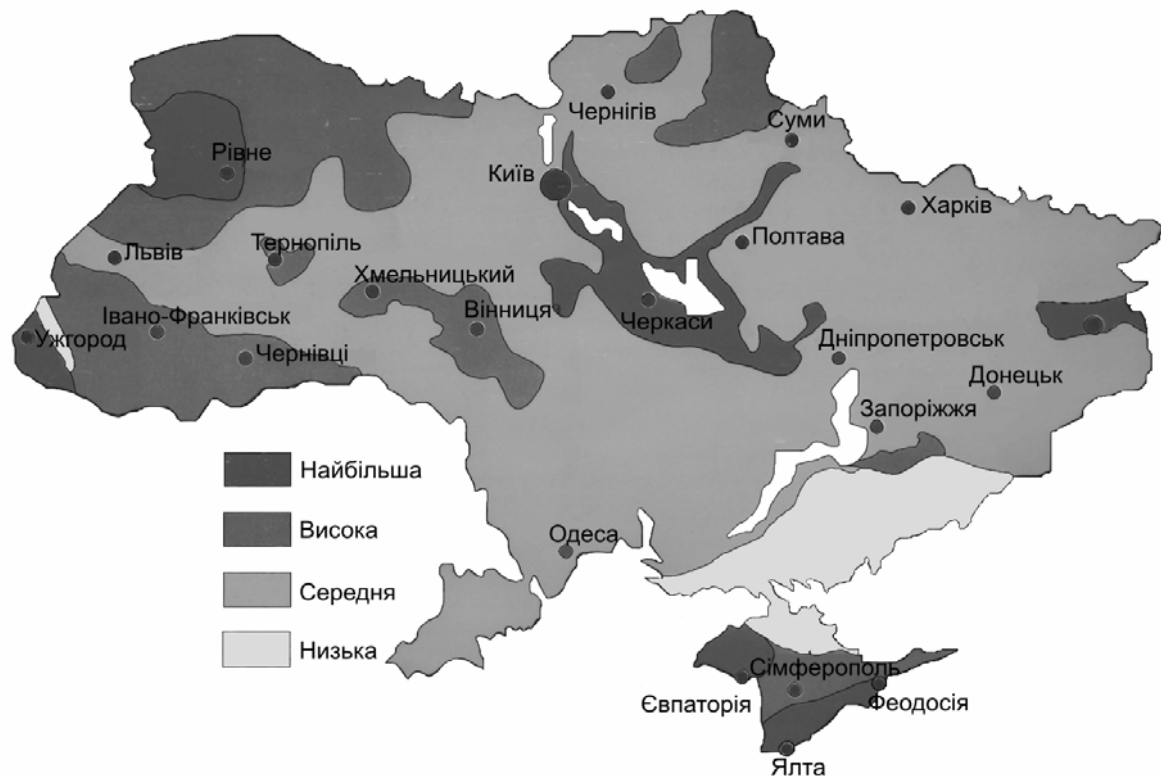 Чернігів
Суми
Рівне
Київ
Харків
Львів
Тернопіль
Полтава
Хмельницький
Вінниця
Черкаси
Івано-Франківськ
Ужгород
Чернівці
Дніпропетровськ
Донецьк
Запоріжжя
Найбільша
Висока
Одеса
Середня
Низька
Сімферополь
Євпаторія
Феодосія
Ялта